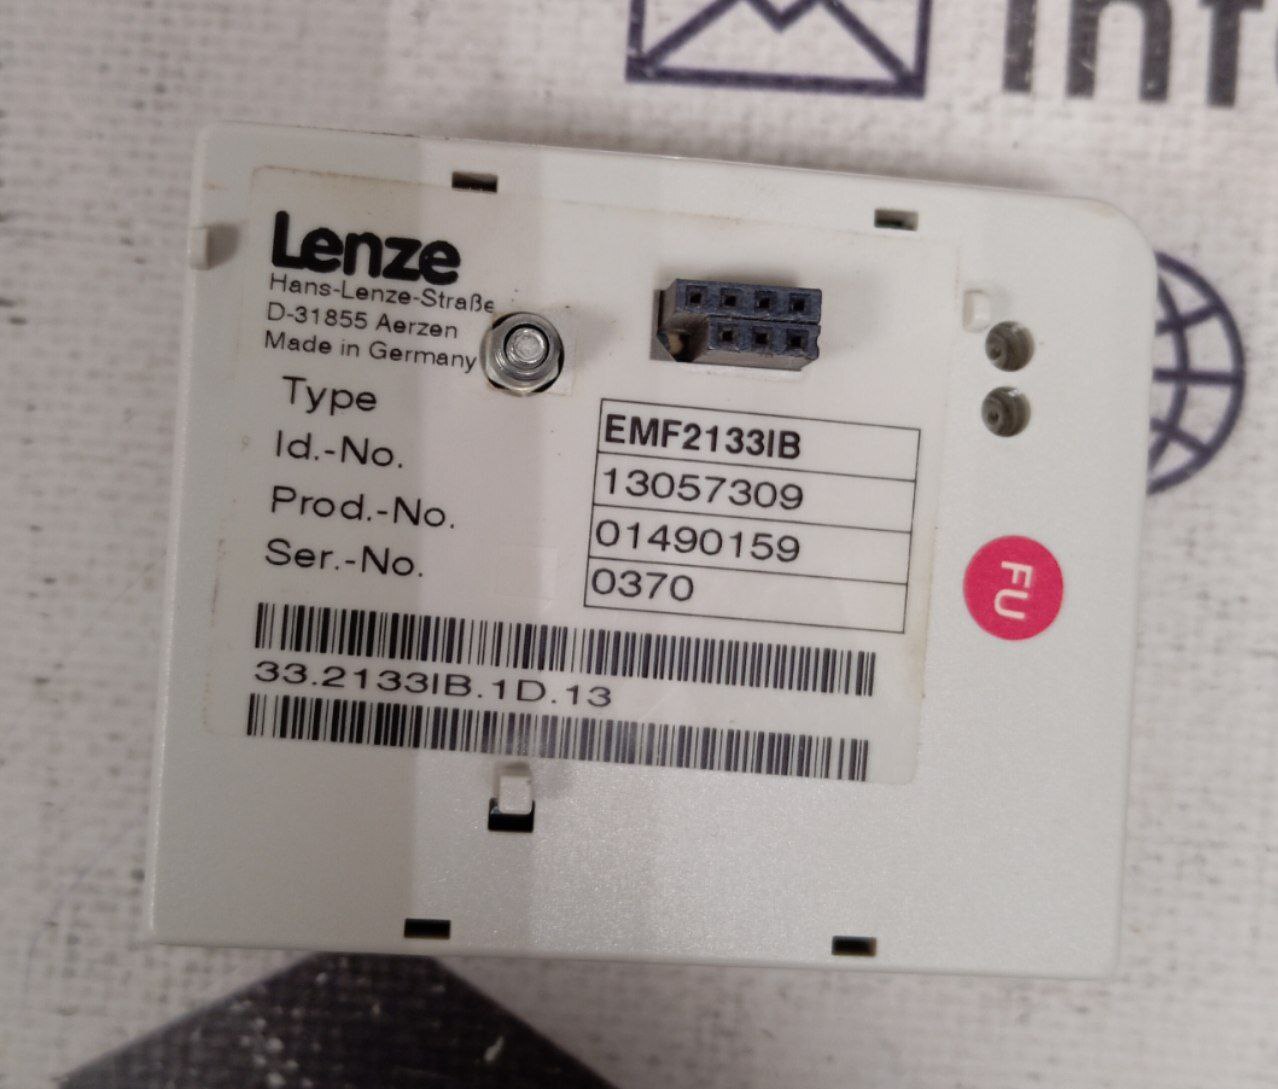 Lenze
Hans-Lenze-Straße
D-31855 Aerzen
Made in Germany
Type EMF2133IB
Id.-No. 13057309
Prod.-No. 01490159
Ser.-No. 0370
33.2133IB.1D.13
FU